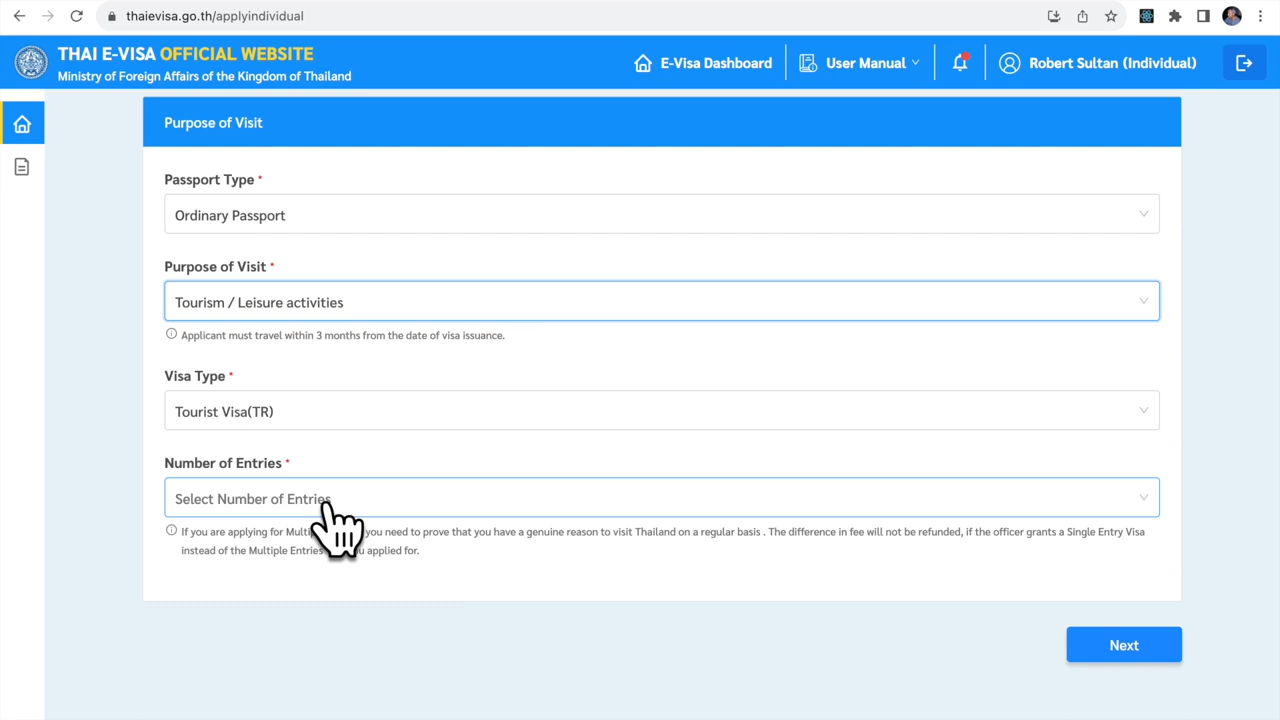 thaievisa.go.th/applyindividual
THAI E-VISA OFFICIAL WEBSITE
Ministry of Foreign Affairs of the Kingdom of Thailand
E-Visa Dashboard
User Manual
Robert Sultan (Individual)
Purpose of Visit
Passport Type *
Ordinary Passport
Purpose of Visit *
Tourism / Leisure activities
Applicant must travel within 3 months from the date of visa issuance.
Visa Type *
Tourist Visa(TR)
Number of Entries *
Select Number of Entries
If you are applying for you need to prove that you have a genuine reason to visit Thailand on a regular basis . The difference in fee will not be refunded, if the officer grants a Single Entry Visa
instead of the Multiple Entries applied for.
Next